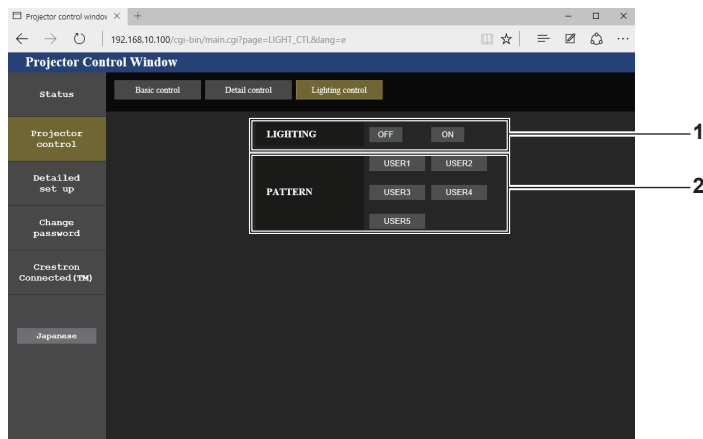 Projector control window
192.168.10.100/cgi-bin/main.cgi?page=LIGHT_CTL&lang=e
Projector Control Window
Status
Basic control
Detail control
Lighting control
Projector
control
LIGHTING
OFF
ON
1
PATTERN
USER1
USER2
USER3
USER4
USER5
2
Detailed
set up
Change
password
Crestron
Connected(TM)
Japanese